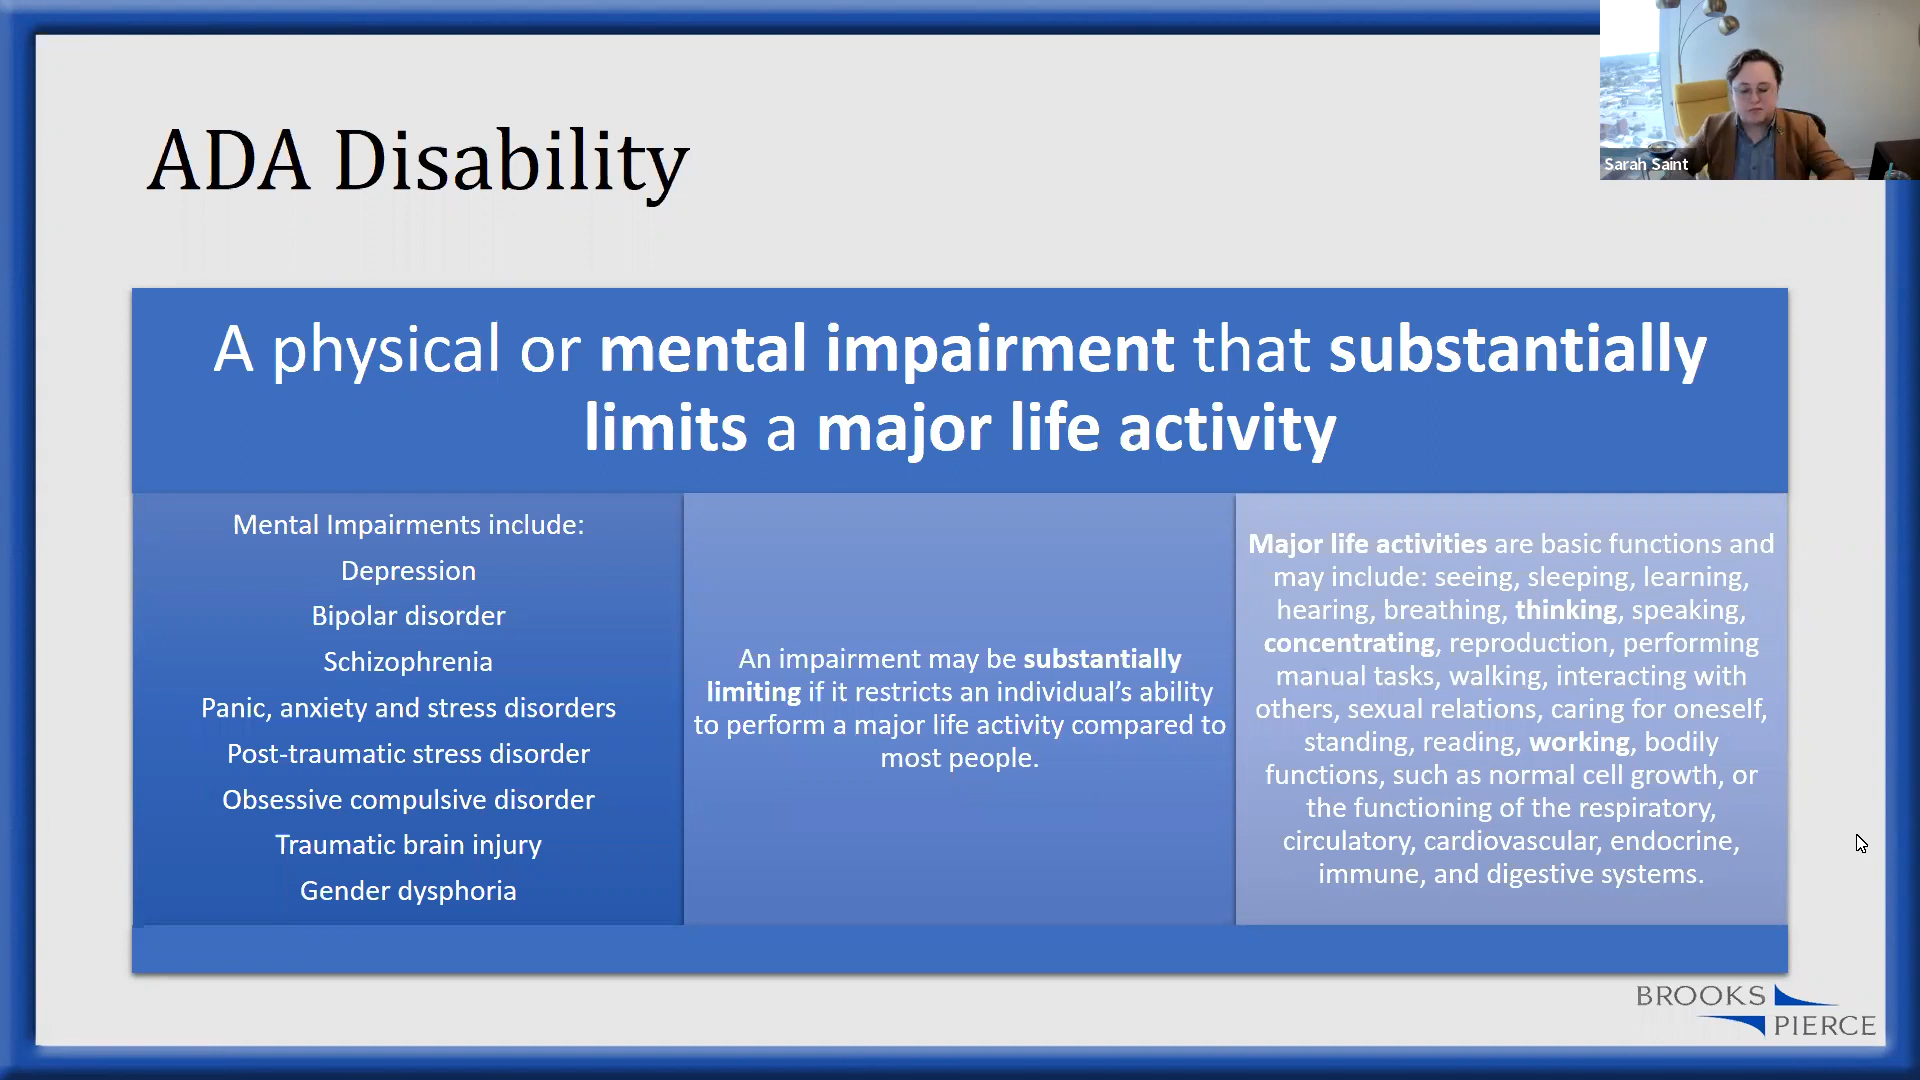 ADA Disability
Sarah Saint
A physical or mental impairment that substantially
limits a major life activity
Mental Impairments include:
Depression
Bipolar disorder
Schizophrenia
Panic, anxiety and stress disorders
Post-traumatic stress disorder
Obsessive compulsive disorder
Traumatic brain injury
Gender dysphoria
An impairment may be substantially
limiting if it restricts an individual’s ability
to perform a major life activity compared to
most people.
Major life activities are basic functions and
may include: seeing, sleeping, learning,
hearing, breathing, thinking, speaking,
concentrating, reproduction, performing
manual tasks, walking, interacting with
others, sexual relations, caring for oneself,
standing, reading, working, bodily
functions, such as normal cell growth, or
the functioning of the respiratory,
circulatory, cardiovascular, endocrine,
immune, and digestive systems.
BROOKS
PIERCE